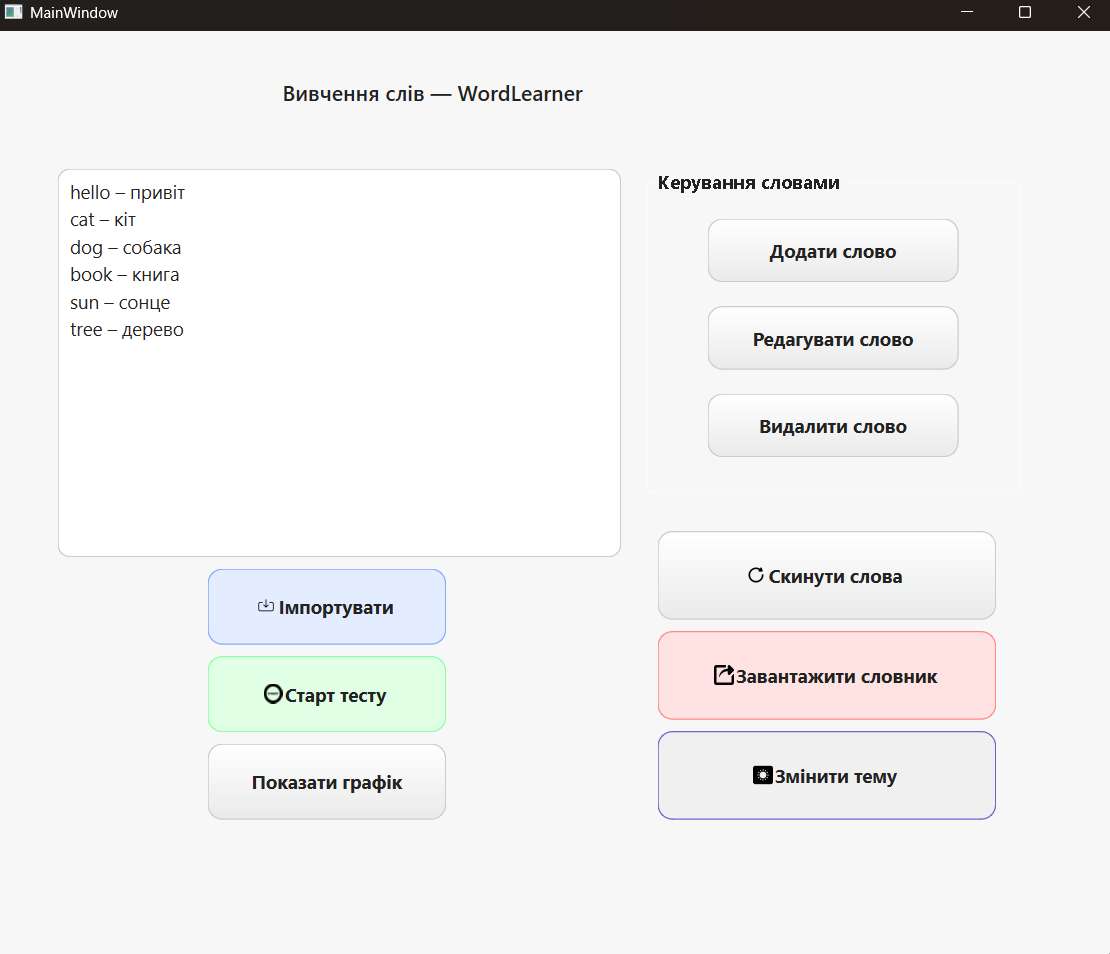 MainWindow
Вивчення слів — WordLearner
hello – привіт
cat – кіт
dog – собака
book – книга
sun – сонце
tree – дерево
Керування словами
Додати слово
Редагувати слово
Видалити слово
Імпортувати
Старт тесту
Показати графік
Скинути слова
Завантажити словник
Змінити тему